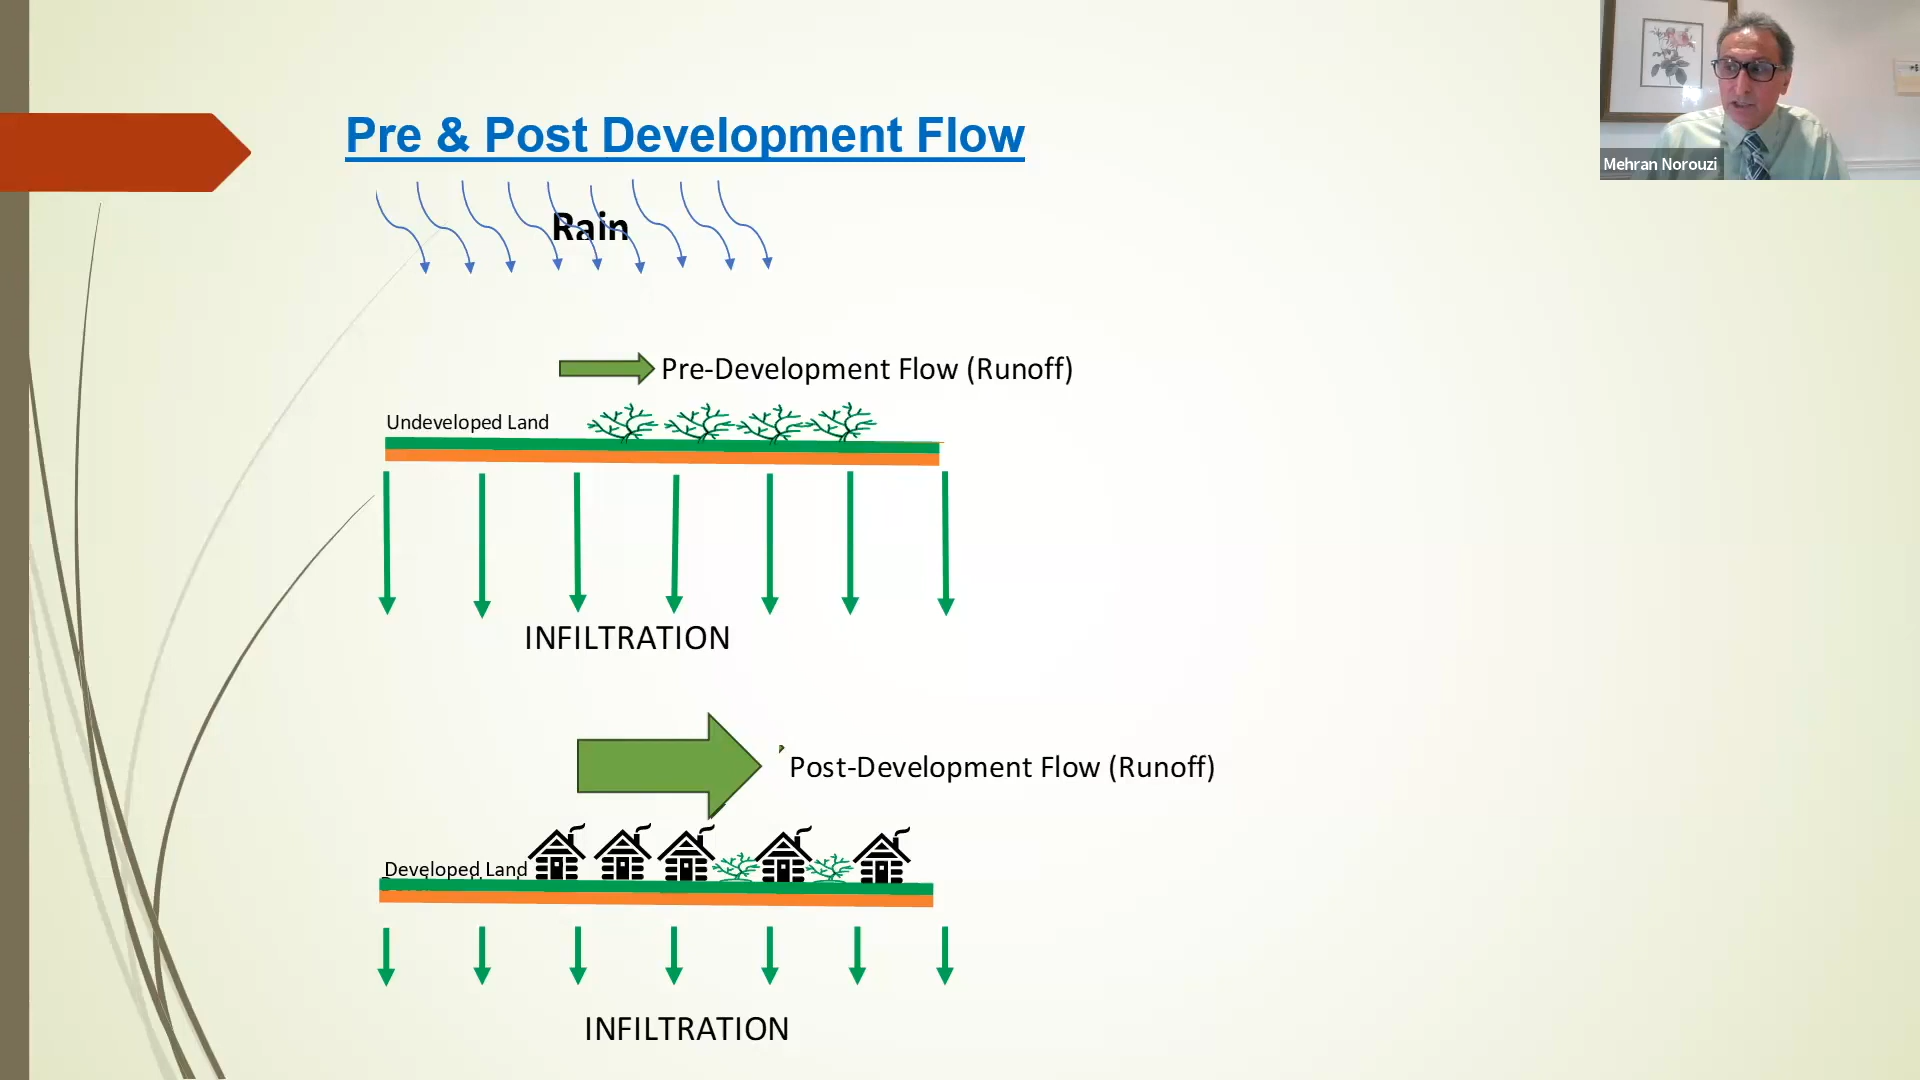 Pre & Post Development Flow
Mehran Norouzi
Rain
Pre-Development Flow (Runoff)
Undeveloped Land
INFILTRATION
Post-Development Flow (Runoff)
Developed Land
INFILTRATION